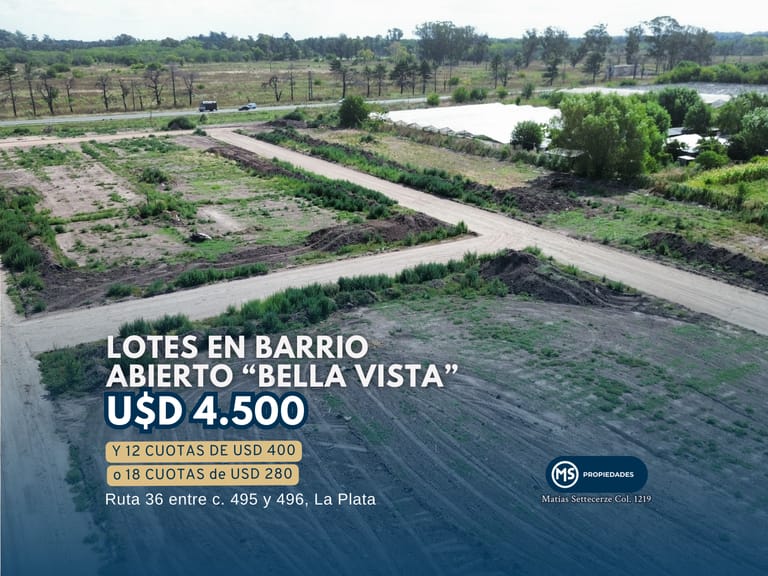 LOTES EN BARRIO
ABIERTO “BELLA VISTA”
U$D 4.500
Y 12 CUOTAS DE USD 400
o 18 CUOTAS de USD 280
Ruta 36 entre c. 495 y 496, La Plata
MS PROPIEDADES
Matías Settecerze Col. 1219